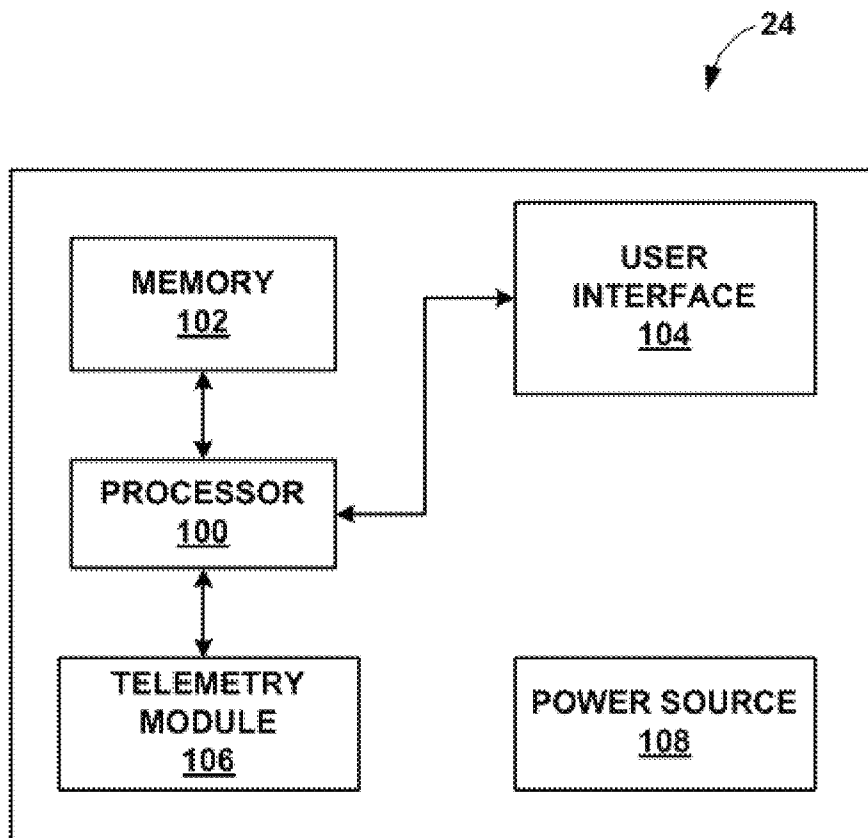 24
MEMORY
102
USER
INTERFACE
104
PROCESSOR
100
TELEMETRY
MODULE
106
POWER SOURCE
108